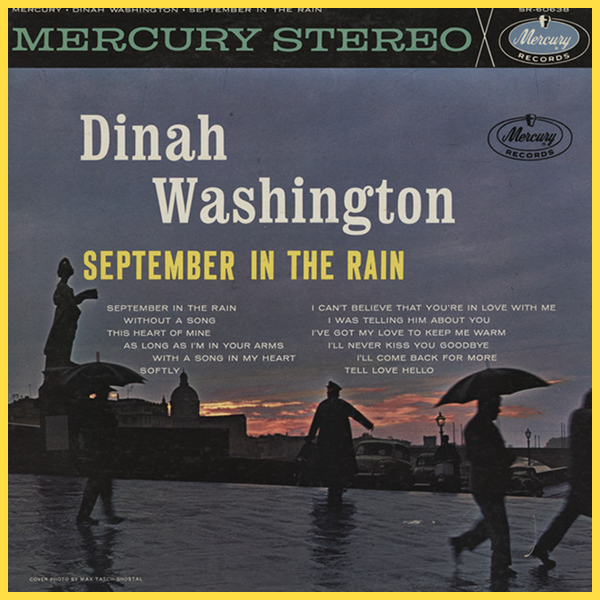 MERCURY • DINAH WASHINGTON • SEPTEMBER IN THE RAIN
SR-60638
MERCURY STEREO
Mercury
RECORDS
Dinah
Washington
Mercury
RECORDS
SEPTEMBER IN THE RAIN
SEPTEMBER IN THE RAIN
WITHOUT A SONG
THIS HEART OF MINE
AS LONG AS I'M IN YOUR ARMS
WITH A SONG IN MY HEART
SOFTLY
I CAN'T BELIEVE THAT YOU'RE IN LOVE WITH ME
I WAS TELLING HIM ABOUT YOU
I'VE GOT MY LOVE TO KEEP ME WARM
I'LL NEVER KISS YOU GOODBYE
I'LL COME BACK FOR MORE
TELL LOVE HELLO
COVER PHOTO BY MAX TATCH-SHOSTAL